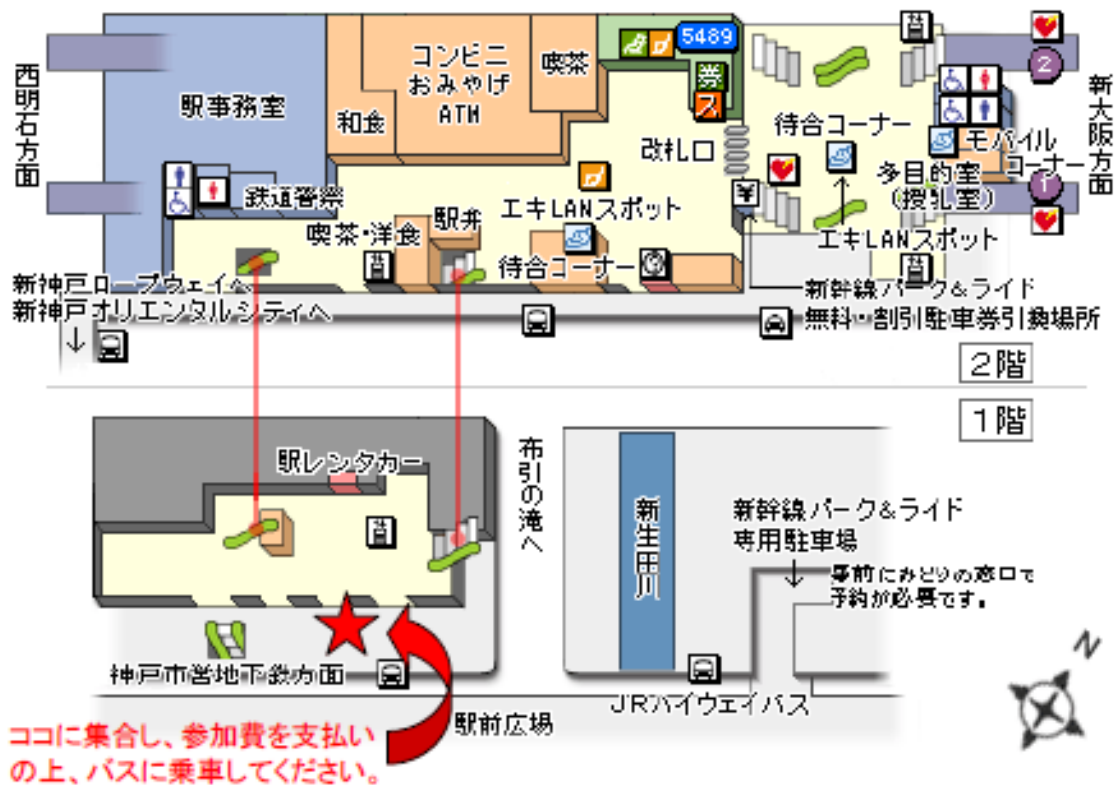 コンビニ
おみやげ
ATM
喫茶
5489
券
ス
2
西明石方面
駅事務室
和食
改札口
待合コーナー
モバイル
コーナー
新大阪方面
鉄道警察
¥
多目的室
(授乳室)
1
喫茶・洋食
駅弁
エキLANスポット
待合コーナー
エキLANスポット
新神戸ロープウェイへ
新神戸オリエンタルシティへ
新幹線パーク&ライド
無料・割引駐車券引換場所
2階
1階
駅レンタカー
布引の滝へ
新生田川
新幹線パーク&ライド
専用駐車場
事前にみどりの窓口で
予約が必要です。
神戸市営地下鉄方面
JRハイウェイバス
駅前広場
N
ココに集合し、参加費を支払い
の上、バスに乗車してください。